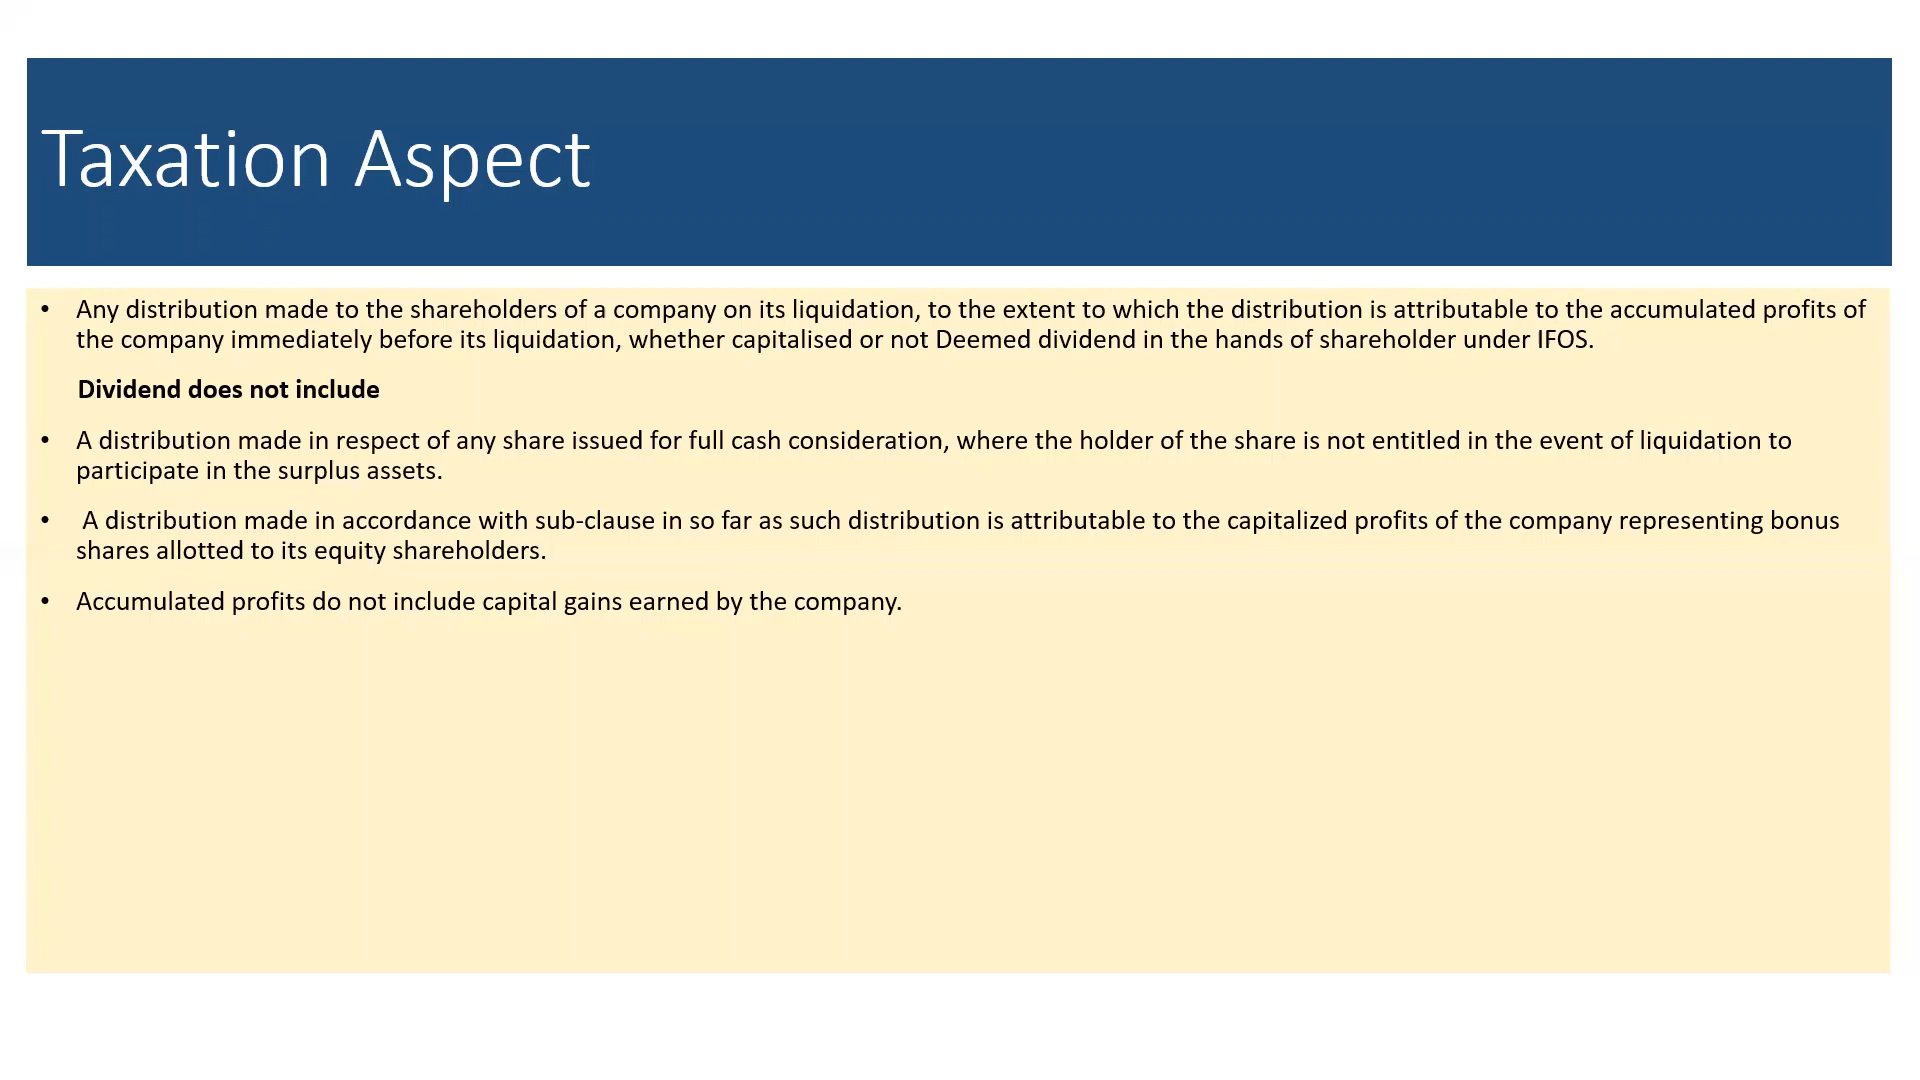 Taxation Aspect
• Any distribution made to the shareholders of a company on its liquidation, to the extent to which the distribution is attributable to the accumulated profits of
the company immediately before its liquidation, whether capitalised or not Deemed dividend in the hands of shareholder under IFOS.
Dividend does not include
• A distribution made in respect of any share issued for full cash consideration, where the holder of the share is not entitled in the event of liquidation to
participate in the surplus assets.
• A distribution made in accordance with sub-clause in so far as such distribution is attributable to the capitalized profits of the company representing bonus
shares allotted to its equity shareholders.
• Accumulated profits do not include capital gains earned by the company.